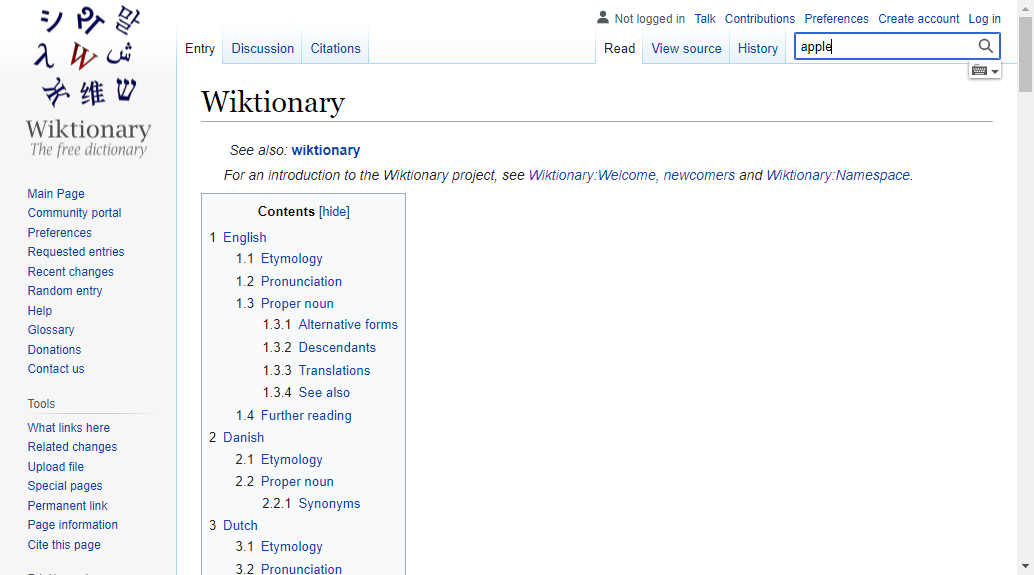 シ ዊ 말
λ W ش
维 ש
Wiktionary
The free dictionary
Not logged in Talk Contributions Preferences Create account Log in
Entry Discussion Citations Read View source History apple
Wiktionary
See also: wiktionary
For an introduction to the Wiktionary project, see Wiktionary:Welcome, newcomers and Wiktionary:Namespace.
Contents [hide]
1 English
1.1 Etymology
1.2 Pronunciation
1.3 Proper noun
1.3.1 Alternative forms
1.3.2 Descendants
1.3.3 Translations
1.3.4 See also
1.4 Further reading
2 Danish
2.1 Etymology
2.2 Proper noun
2.2.1 Synonyms
3 Dutch
3.1 Etymology
3.2 Pronunciation
Main Page
Community portal
Preferences
Requested entries
Recent changes
Random entry
Help
Glossary
Donations
Contact us
Tools
What links here
Related changes
Upload file
Special pages
Permanent link
Page information
Cite this page